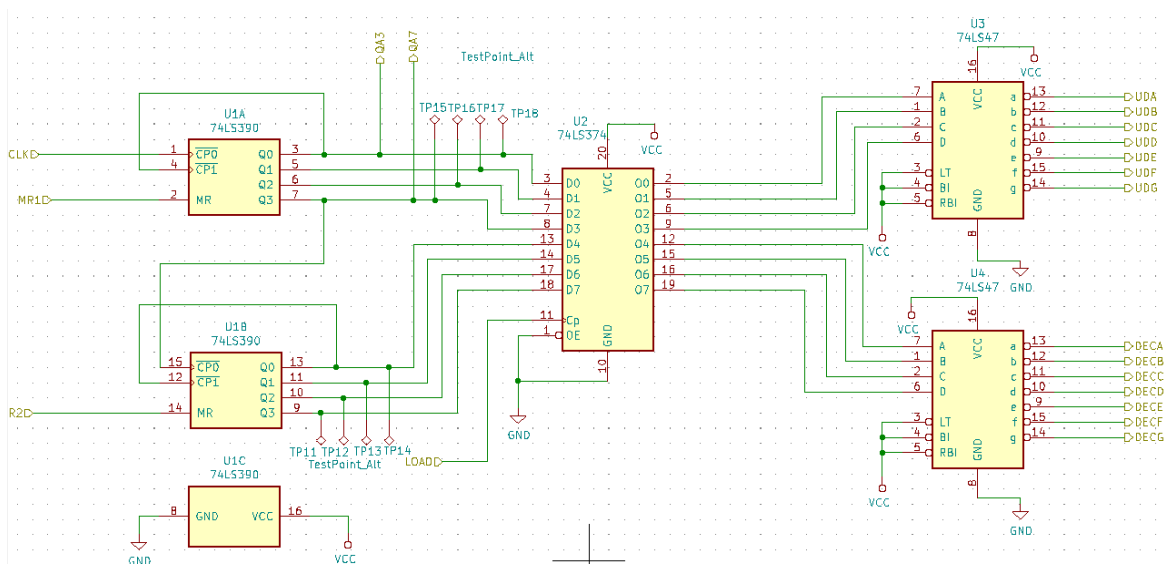 QA3
QA7
TestPoint_Alt
U3
74LS47
16
VCC
VCC
A
B
C
D
LT
BI
RBI
GND
a
b
c
d
e
f
g
7
1
2
6
3
4
5
13
12
11
10
9
15
14
8
UDA
UDB
UDC
UDD
UDE
UDF
UDG
VCC
GND
TP15
TP16
TP17
TP18
U1A
74LS390
CLK
MR1
1
4
2
CP0
CP1
MR
Q0
Q1
Q2
Q3
3
5
6
7
U2
74LS374
20
VCC
VCC
3
4
7
8
13
14
17
18
11
1
D0
D1
D2
D3
D4
D5
D6
D7
Cp
OE
GND
10
O0
O1
O2
O3
O4
O5
O6
O7
2
5
6
9
12
15
16
19
GND
U4
74LS47
16
VCC
VCC
7
1
2
6
3
4
5
A
B
C
D
LT
BI
RBI
GND
a
b
c
d
e
f
g
13
12
11
10
9
15
14
8
DECA
DECB
DECC
DECD
DECE
DECF
DECG
VCC
GND
U1B
74LS390
R2
15
12
14
CP0
CP1
MR
Q0
Q1
Q2
Q3
13
11
10
9
TP11
TP12
TP13
TP14
TestPoint_Alt
LOAD
U1C
74LS390
8
GND
VCC
16
GND
VCC